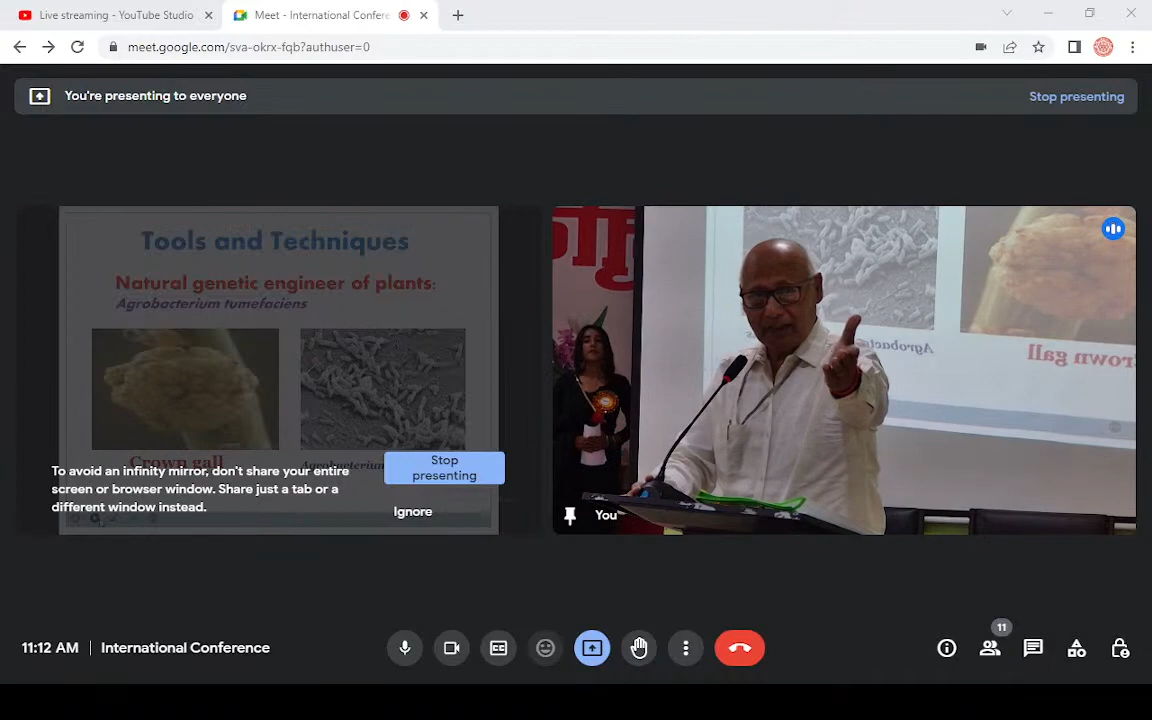 Live streaming - YouTube Studio
Meet - International Confere
meet.google.com/sva-okrx-fqb?authuser=0
You're presenting to everyone
Stop presenting
Tools and Techniques
Natural genetic engineer of plants:
Agrobacterium tumefaciens
Crown gall
To avoid an infinity mirror, don't share your entire
screen or browser window. Share just a tab or a
different window instead.
Stop
presenting
Ignore
Agrobac
Crown gall
You
11:12 AM
International Conference
11